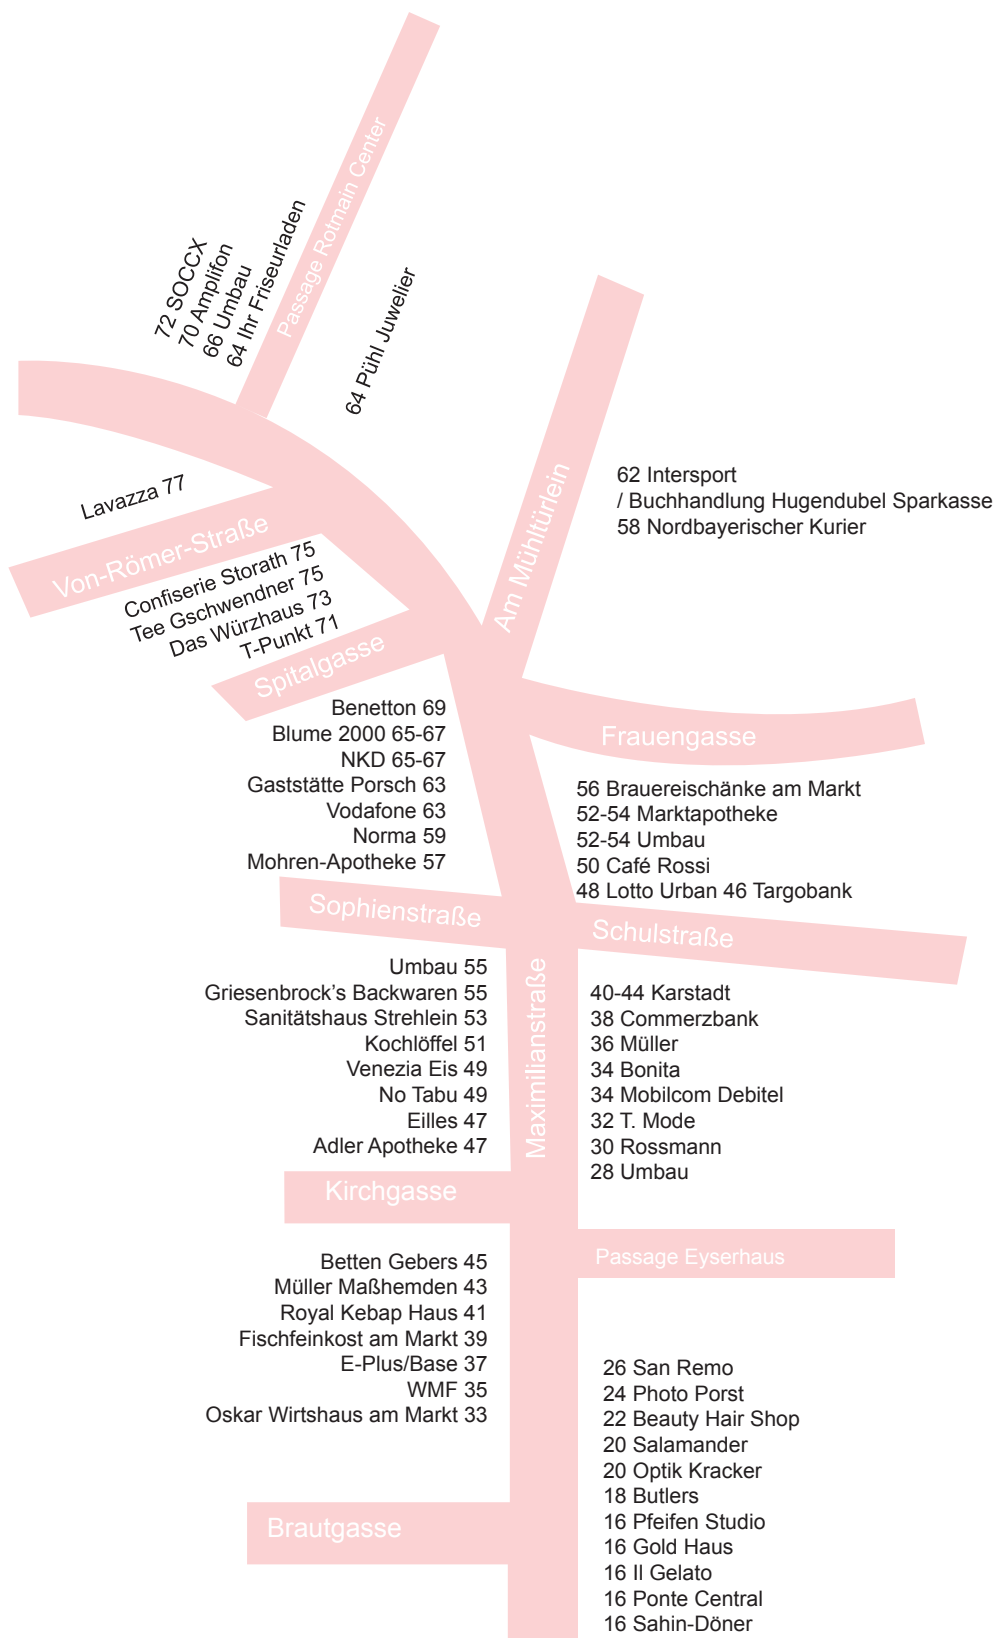 Passage Rotmain Center
72 SOCCX
70 Amplifon
66 Umbau
64 Ihr Friseurladen
64 Pühl Juwelier
Am Mühltürlein
62 Intersport
/ Buchhandlung Hugendubel Sparkasse
58 Nordbayerischer Kurier
Lavazza 77
Von-Römer-Straße
Confiserie Storath 75
Tee Gschwendner 75
Das Würzhaus 73
T-Punkt 71
Spitalgasse
Benetton 69
Blume 2000 65-67
NKD 65-67
Gaststätte Porsch 63
Vodafone 63
Norma 59
Mohren-Apotheke 57
Frauengasse
56 Brauereischänke am Markt
52-54 Marktapotheke
52-54 Umbau
50 Café Rossi
48 Lotto Urban 46 Targobank
Sophienstraße
Schulstraße
Maximilianstraße
Umbau 55
Griesenbrock's Backwaren 55
Sanitätshaus Strehlein 53
Kochlöffel 51
Venezia Eis 49
No Tabu 49
Eilles 47
Adler Apotheke 47
40-44 Karstadt
38 Commerzbank
36 Müller
34 Bonita
34 Mobilcom Debitel
32 T. Mode
30 Rossmann
28 Umbau
Kirchgasse
Passage Eyserhaus
Betten Gebers 45
Müller Maßhemden 43
Royal Kebap Haus 41
Fischfeinkost am Markt 39
E-Plus/Base 37
WMF 35
Oskar Wirtshaus am Markt 33
26 San Remo
24 Photo Porst
22 Beauty Hair Shop
20 Salamander
20 Optik Kracker
18 Butlers
16 Pfeifen Studio
16 Gold Haus
16 Il Gelato
16 Ponte Central
16 Sahin-Döner
Brautgasse